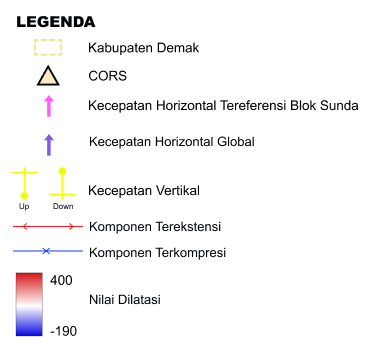 LEGENDA
Kabupaten Demak
CORS
Kecepatan Horizontal Tereferensi Blok Sunda
Kecepatan Horizontal Global
Kecepatan Vertikal
Up Down
Komponen Terekstensi
Komponen Terkompresi
400
Nilai Dilatasi
-190